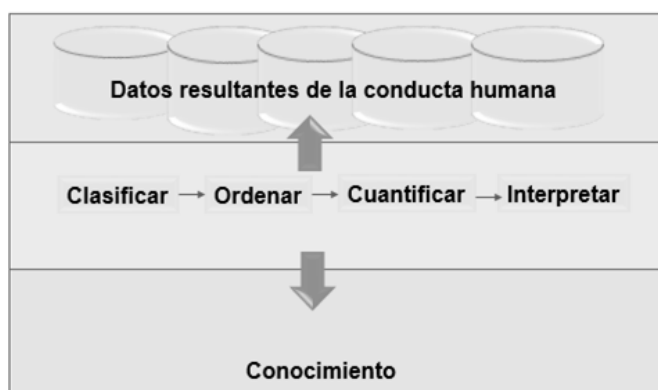 Datos resultantes de la conducta humana
Clasificar Ordenar Cuantificar Interpretar
Conocimiento